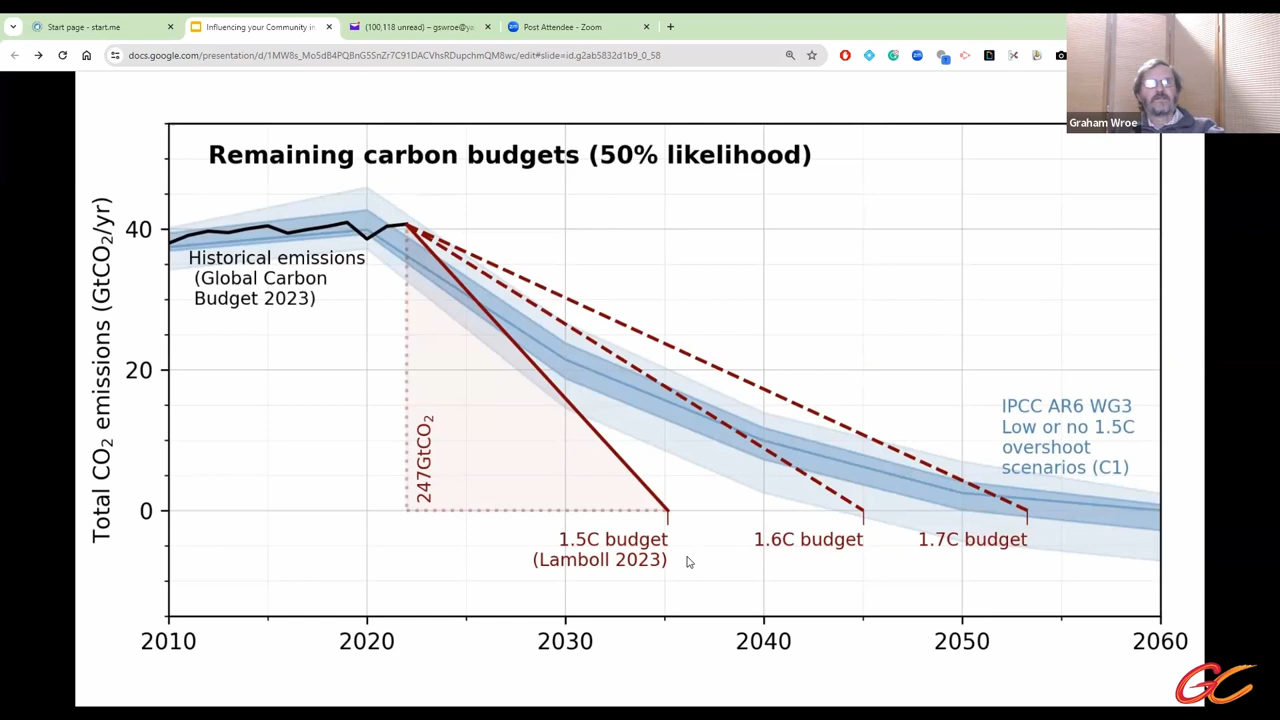 Start page - start.me
Influencing your Community in
(100,118 unread) – gswroe@ya
Post Attendee - Zoom
docs.google.com/presentation/d/1MW8s_Mo5d84PQBnG5SnZr7C91DACVhsRDupchmQM8wc/edit#slide=id.g2ab5832d1b9_0_58
Graham Wroe
Remaining carbon budgets (50% likelihood)
Total CO₂ emissions (GtCO₂/yr)
40
20
0
Historical emissions
(Global Carbon
Budget 2023)
247GtCO₂
IPCC AR6 WG3
Low or no 1.5C
overshoot
scenarios (C1)
1.5C budget
(Lamboll 2023)
1.6C budget
1.7C budget
2010 2020 2030 2040 2050 2060
GC